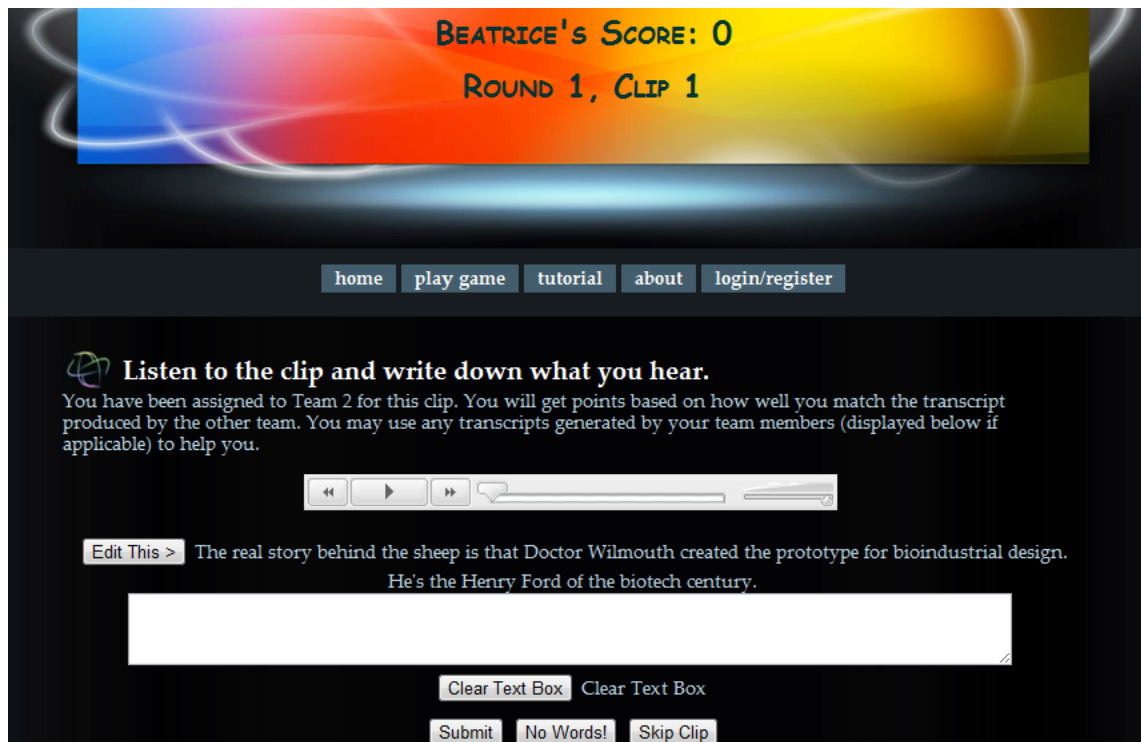 Beatrice's Score: 0
Round 1, Clip 1
home play game tutorial about login/register
Listen to the clip and write down what you hear.
You have been assigned to Team 2 for this clip. You will get points based on how well you match the transcript
produced by the other team. You may use any transcripts generated by your team members (displayed below if
applicable) to help you.
Edit This > The real story behind the sheep is that Doctor Wilmouth created the prototype for bioindustrial design.
He's the Henry Ford of the biotech century.
Clear Text Box Clear Text Box
Submit No Words! Skip Clip